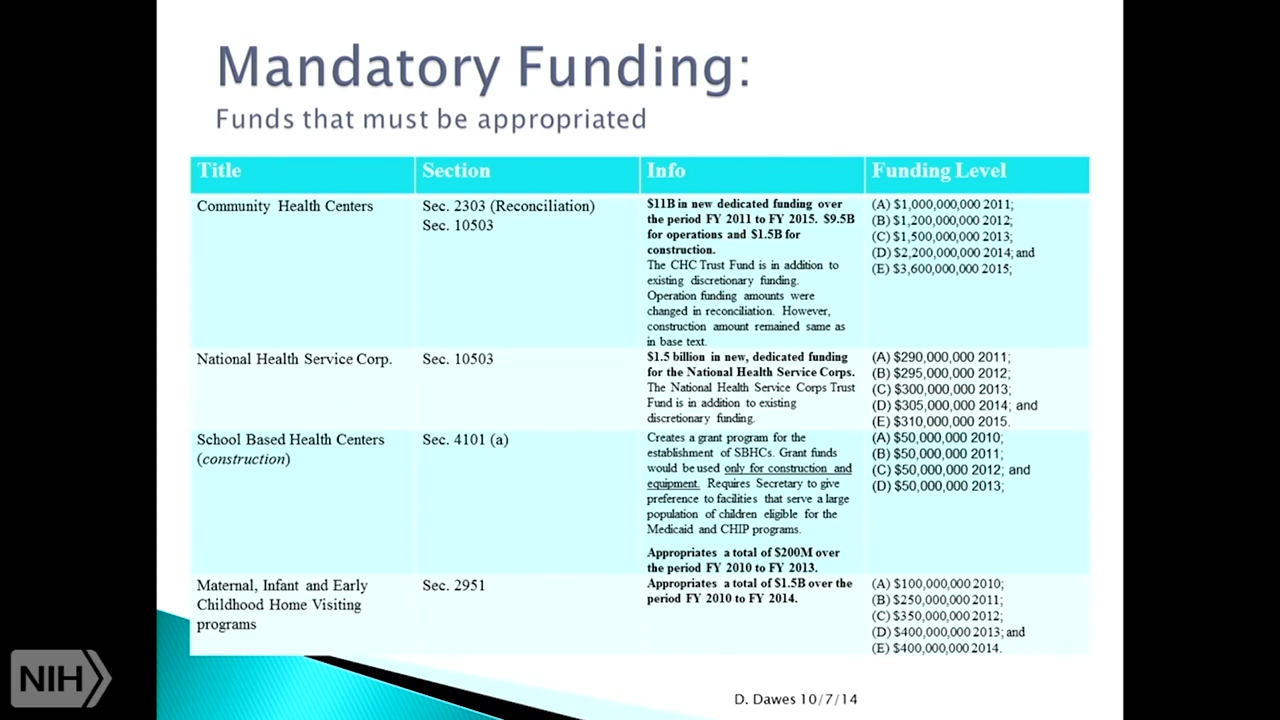 Mandatory Funding:
Funds that must be appropriated
Title
Section
Info
Funding Level
Community Health Centers
Sec. 2303 (Reconciliation)
Sec. 10503
$11B in new dedicated funding over
the period FY 2011 to FY 2015. $9.5B
for operations and $1.5B for
construction.
The CHC Trust Fund is in addition to
existing discretionary funding.
Operation funding amounts were
changed in reconciliation. However,
construction amount remained same as
in base text.
(A) $1,000,000,000 2011;
(B) $1,200,000,000 2012;
(C) $1,500,000,000 2013;
(D) $2,200,000,000 2014; and
(E) $3,600,000,000 2015;
National Health Service Corp.
Sec. 10503
$1.5 billion in new, dedicated funding
for the National Health Service Corps.
The National Health Service Corps Trust
Fund is in addition to existing
discretionary funding.
(A) $290,000,000 2011;
(B) $295,000,000 2012;
(C) $300,000,000 2013;
(D) $305,000,000 2014; and
(E) $310,000,000 2015.
School Based Health Centers
(construction)
Sec. 4101 (a)
Creates a grant program for the
establishment of SBHCs. Grant funds
would be used only for construction and
equipment. Requires Secretary to give
preference to facilities that serve a large
population of children eligible for the
Medicaid and CHIP programs.
Appropriates a total of $200M over
the period FY 2010 to FY 2013.
(A) $50,000,000 2010;
(B) $50,000,000 2011;
(C) $50,000,000 2012; and
(D) $50,000,000 2013;
Maternal, Infant and Early
Childhood Home Visiting
programs
Sec. 2951
Appropriates a total of $1.5B over the
period FY 2010 to FY 2014.
(A) $100,000,000 2010;
(B) $250,000,000 2011;
(C) $350,000,000 2012;
(D) $400,000,000 2013; and
(E) $400,000,000 2014.
NIH
D. Dawes 10/7/14